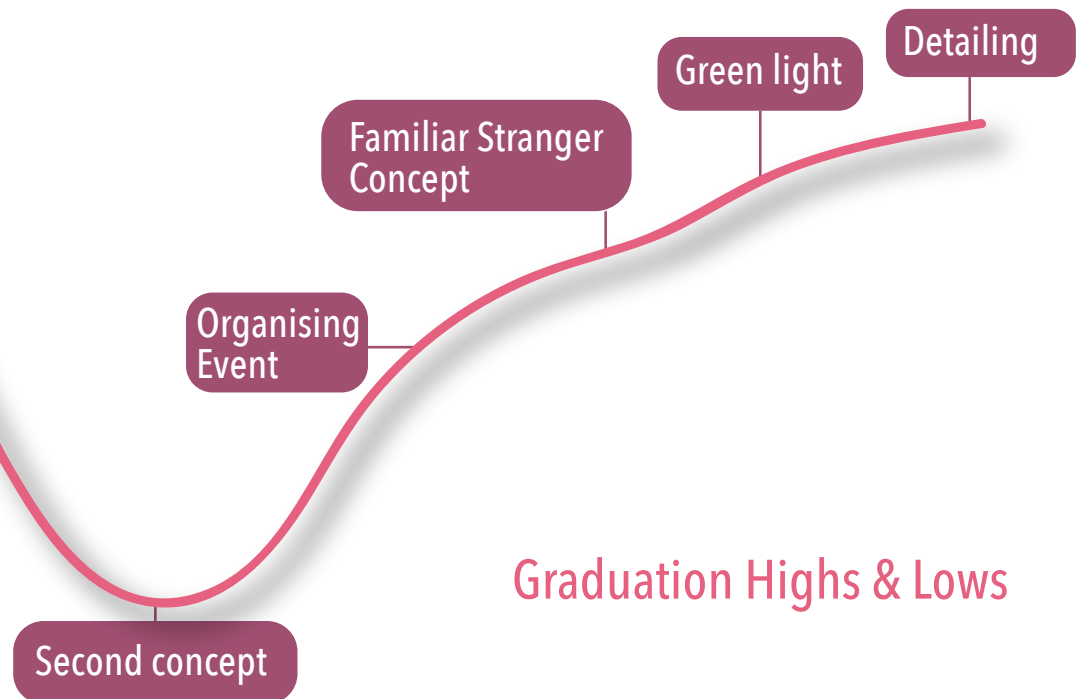 Detailing
Green light
Familiar Stranger
Concept
Organising
Event
Graduation Highs & Lows
Second concept